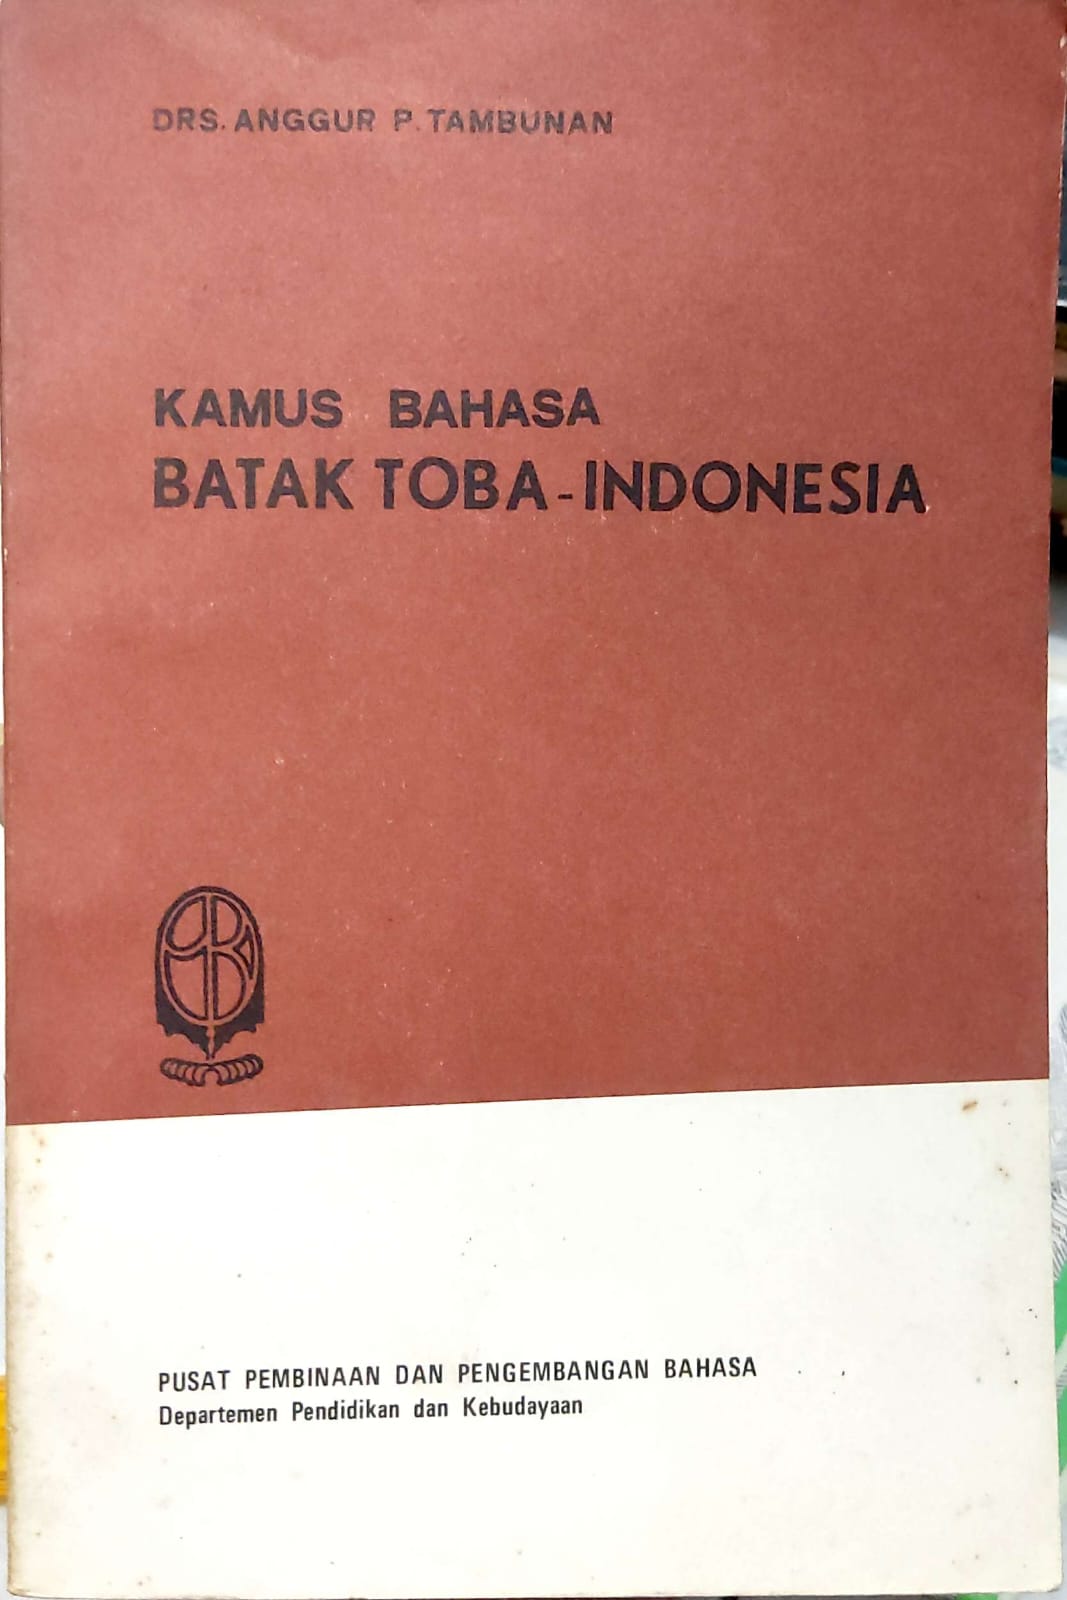 DRS. ANGGUR P. TAMBUNAN
KAMUS BAHASA
BATAK TOBA-INDONESIA
PUSAT PEMBINAAN DAN PENGEMBANGAN BAHASA
Departemen Pendidikan dan Kebudayaan